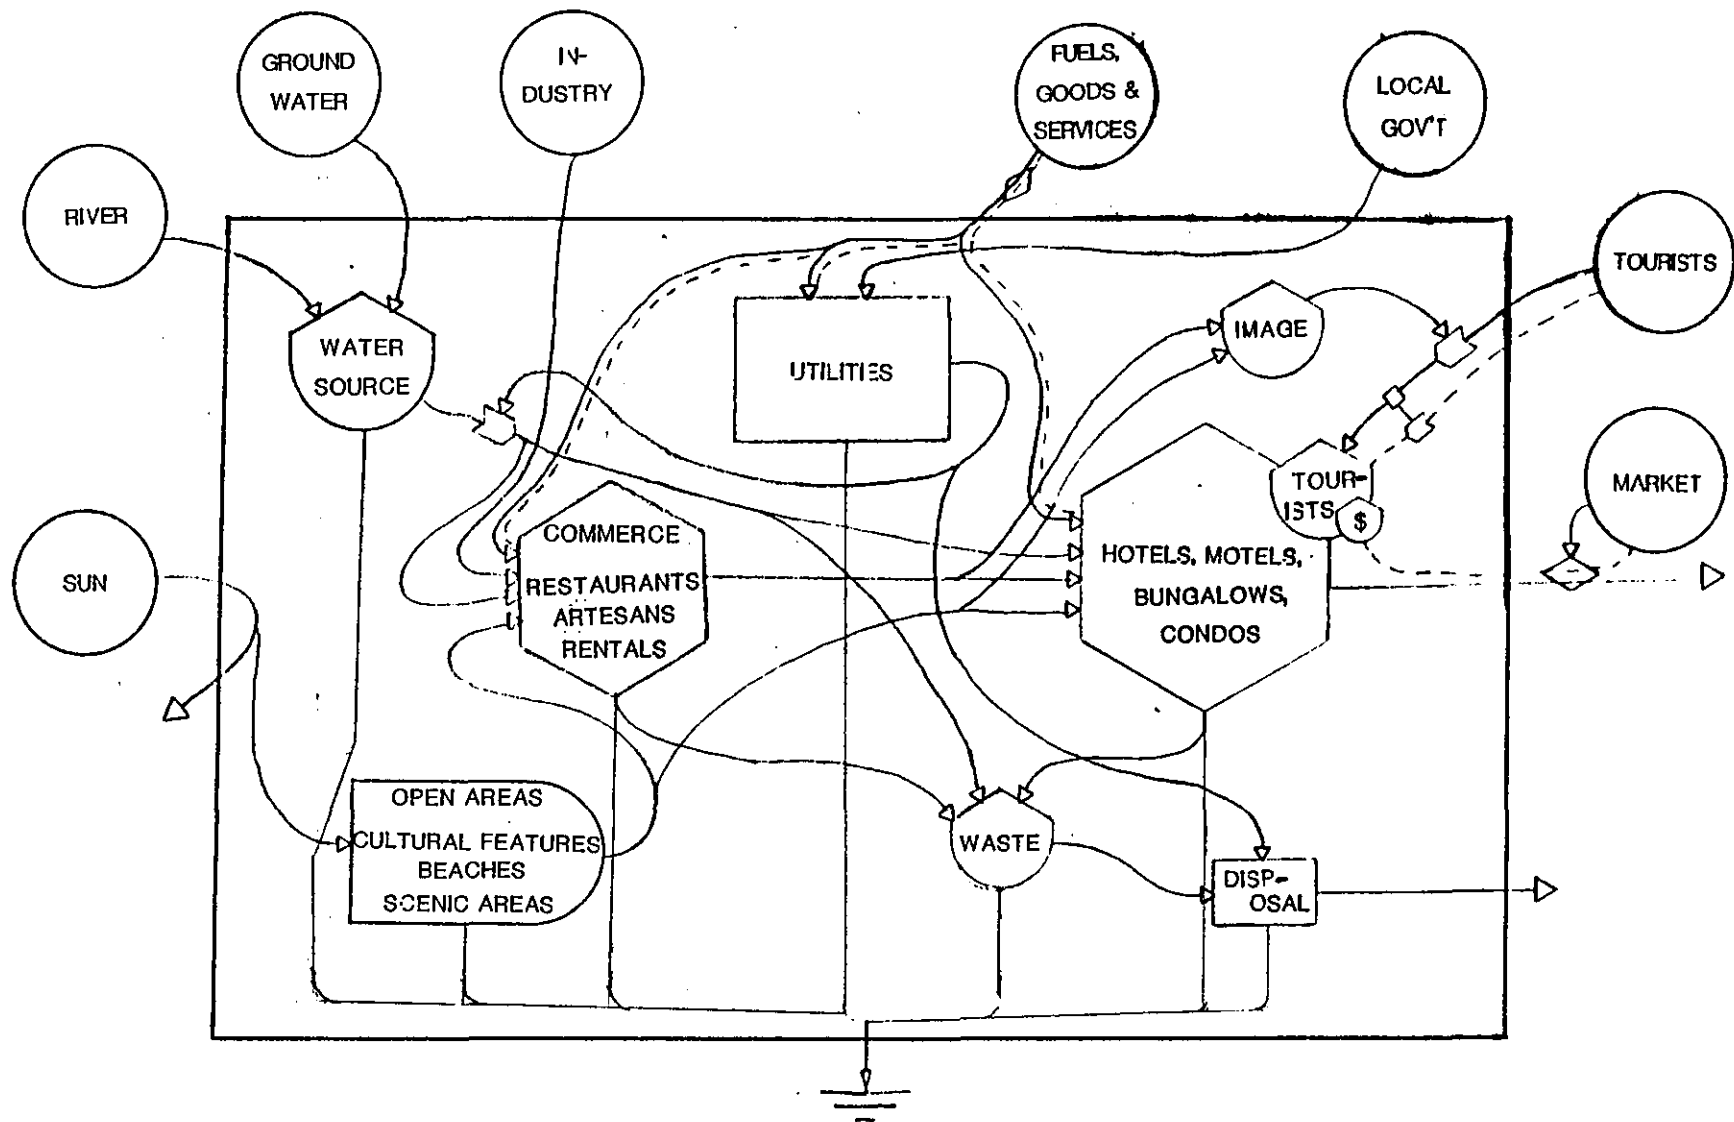 GROUND
WATER
IN-
DUSTRY
FUELS,
GOODS &
SERVICES
LOCAL
GOV'T
RIVER
TOURISTS
WATER
SOURCE
UTILITIES
IMAGE
MARKET
SUN
COMMERCE
RESTAURANTS
ARTESANS
RENTALS
TOUR-
ISTS
$
HOTELS, MOTELS,
BUNGALOWS,
CONDOS
OPEN AREAS
CULTURAL FEATURES
BEACHES
SCENIC AREAS
WASTE
DISP-
OSAL